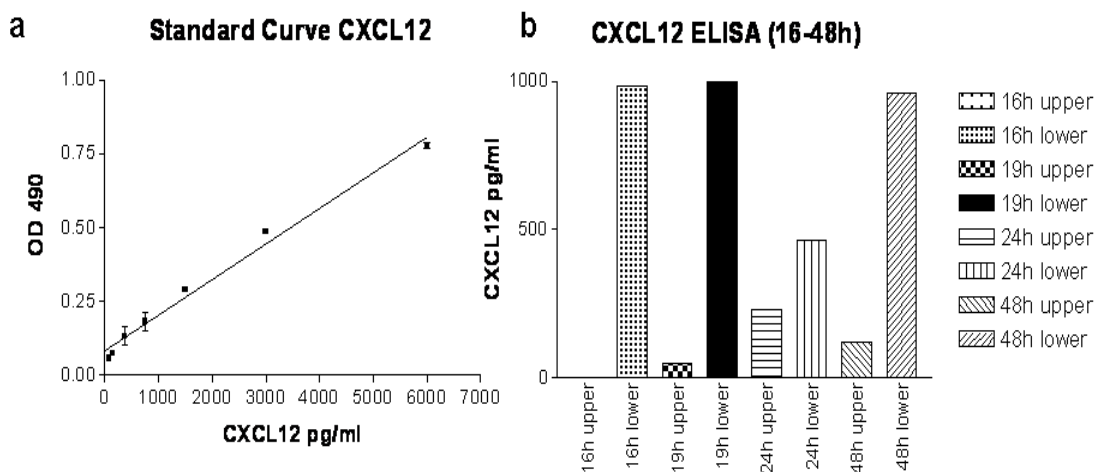 a
Standard Curve CXCL12
1.00
0.75
0.50
0.25
0.00
OD 490
0 1000 2000 3000 4000 5000 6000 7000
CXCL12 pg/ml
b
CXCL12 ELISA (16-48h)
1000
500
0
CXCL12 pg/ml
16h upper
16h lower
19h upper
19h lower
24h upper
24h lower
48h upper
48h lower
16h upper
16h lower
19h upper
19h lower
24h upper
24h lower
48h upper
48h lower